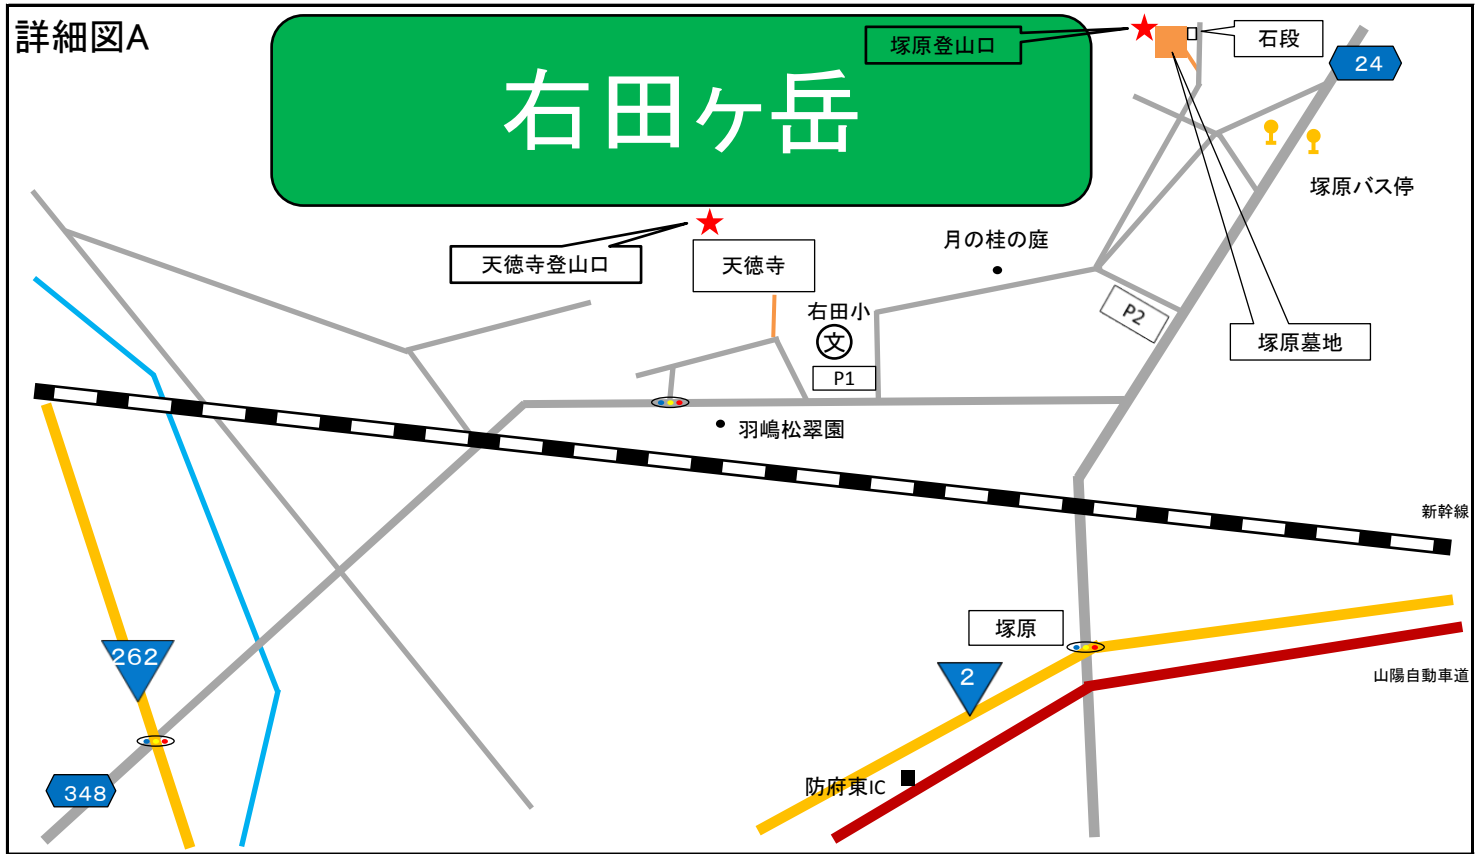 詳細図A
右田ヶ岳
塚原登山口
石段
24
塚原バス停
天徳寺登山口
天徳寺
月の桂の庭
右田小
文
P1
P2
塚原墓地
羽嶋松翠園
新幹線
塚原
262
2
山陽自動車道
防府東IC
348